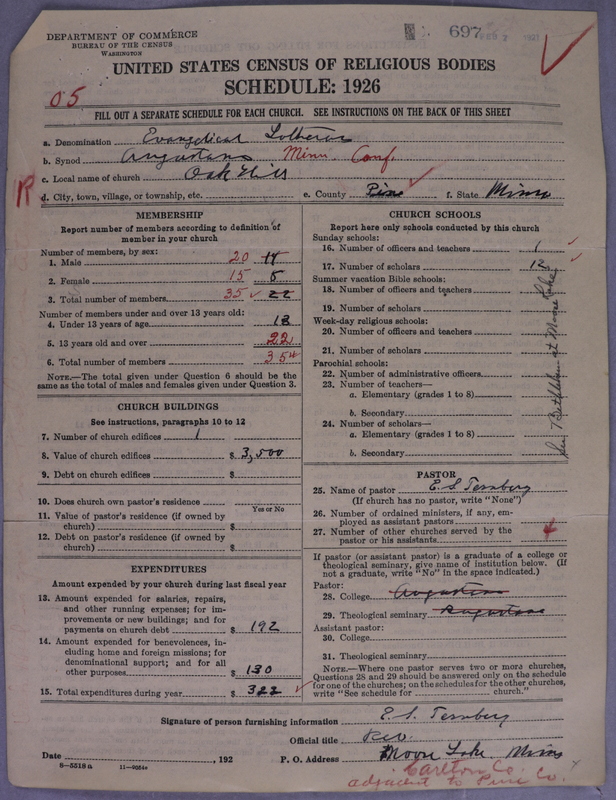 DEPARTMENT OF COMMERCE
BUREAU OF THE CENSUS
WASHINGTON
697
UNITED STATES CENSUS OF RELIGIOUS BODIES
SCHEDULE: 1926
05
FILL OUT A SEPARATE SCHEDULE FOR EACH CHURCH. SEE INSTRUCTIONS ON THE BACK OF THIS SHEET
a. Denomination Evangelical Lutheran
b. Synod Augustana Minn. Conf.
c. Local name of church Oak Hill
d. City, town, village, or township, etc. e. County Pine f. State Minn
MEMBERSHIP
Report number of members according to definition of member in your church
Number of members, by sex:
1. Male 20 14
2. Female 15 8
3. Total number of members 35 22
Number of members under and over 13 years old:
4. Under 13 years of age 13
5. 13 years old and over 22
6. Total number of members 35
NOTE.—The total given under Question 6 should be the same as the total of males and females given under Question 3.
CHURCH BUILDINGS
See instructions, paragraphs 10 to 12
7. Number of church edifices 1
8. Value of church edifices $ 3,500
9. Debt on church edifices $
10. Does church own pastor's residence
Yes or No
11. Value of pastor's residence (if owned by church) $
12. Debt on pastor's residence (if owned by church) $
EXPENDITURES
Amount expended by your church during last fiscal year
13. Amount expended for salaries, repairs, and other running expenses; for improvements or new buildings; and for payments on church debt $ 192
14. Amount expended for benevolences, including home and foreign missions; for denominational support; and for all other purposes $ 130
15. Total expenditures during year $ 322
CHURCH SCHOOLS
Report here only schools conducted by this church
Sunday schools:
16. Number of officers and teachers 1
17. Number of scholars 12
Summer vacation Bible schools:
18. Number of officers and teachers
19. Number of scholars
Week-day religious schools:
20. Number of officers and teachers
21. Number of scholars
Parochial schools:
22. Number of administrative officers
23. Number of teachers—
a. Elementary (grades 1 to 8)
b. Secondary
24. Number of scholars—
a. Elementary (grades 1 to 8)
b. Secondary
See Bethlehem at Moose Lake
PASTOR
25. Name of pastor E. S. Ternberg
(If church has no pastor, write "None")
26. Number of ordained ministers, if any, employed as assistant pastors
27. Number of other churches served by the pastor or his assistants 4
If pastor (or assistant pastor) is a graduate of a college or theological seminary, give name of institution below. (If not a graduate, write "No" in the space indicated.)
Pastor:
28. College Augustana
29. Theological seminary Augustana
Assistant pastor:
30. College
31. Theological seminary
NOTE.—Where one pastor serves two or more churches, Questions 28 and 29 should be answered only on the schedule for one of the churches; on the schedules for the other churches, write "See schedule for church."
Signature of person furnishing information E. S. Ternberg
Official title Rev.
Date , 192 P. O. Address Moose Lake Minn
8—5518a 11—9054a
Carlton Co.
adjacent to Pine Co.